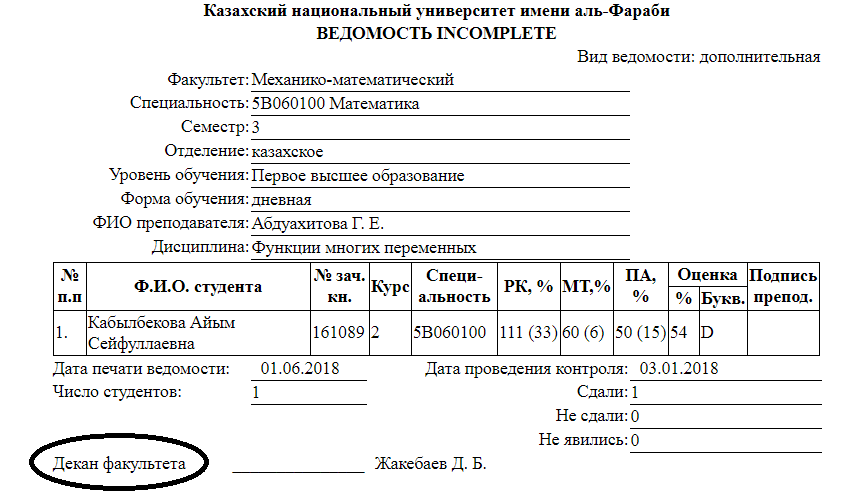 Казахский национальный университет имени аль-Фараби
ВЕДОМОСТЬ INCOMPLETE
Вид ведомости: дополнительная
Факультет: Механико-математический
Специальность: 5В060100 Математика
Семестр: 3
Отделение: казахское
Уровень обучения: Первое высшее образование
Форма обучения: дневная
ФИО преподавателя: Абдуахитова Г. Е.
Дисциплина: Функции многих переменных
№ п.п Ф.И.О. студента № зач. кн. Курс Специ-альность РК, % МТ,% ПА, % Оценка % Букв. Подпись препод.
1. Кабылбекова Айым Сейфуллаевна 161089 2 5В060100 111 (33) 60 (6) 50 (15) 54 D
Дата печати ведомости: 01.06.2018 Дата проведения контроля: 03.01.2018
Число студентов: 1 Сдали: 1
Не сдали: 0
Не явились: 0
Декан факультета Жакебаев Д. Б.